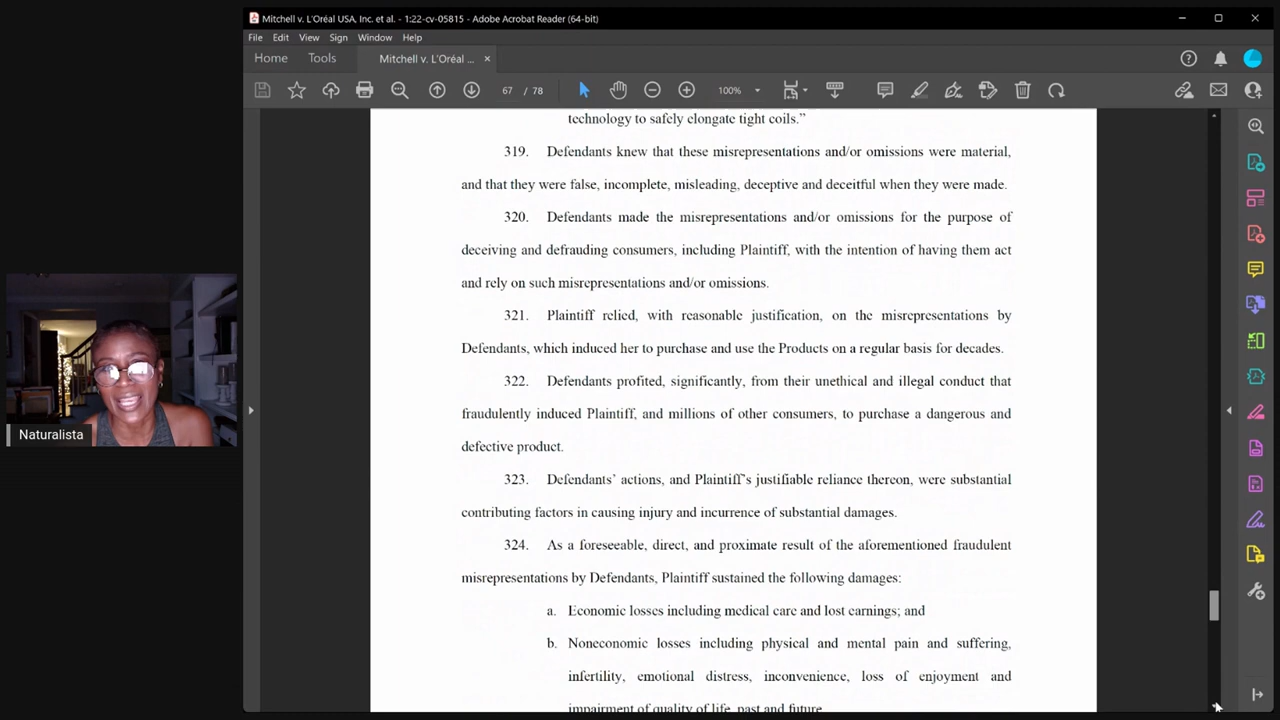 Mitchell v. L'Oréal USA, Inc. et al. - 1:22-cv-05815 - Adobe Acrobat Reader (64-bit)
File Edit View Sign Window Help
Home Tools Mitchell v. L'Oréal ... ×
67 / 78 100%
technology to safely elongate tight coils.”
319. Defendants knew that these misrepresentations and/or omissions were material,
and that they were false, incomplete, misleading, deceptive and deceitful when they were made.
320. Defendants made the misrepresentations and/or omissions for the purpose of
deceiving and defrauding consumers, including Plaintiff, with the intention of having them act
and rely on such misrepresentations and/or omissions.
321. Plaintiff relied, with reasonable justification, on the misrepresentations by
Defendants, which induced her to purchase and use the Products on a regular basis for decades.
322. Defendants profited, significantly, from their unethical and illegal conduct that
fraudulently induced Plaintiff, and millions of other consumers, to purchase a dangerous and
defective product.
323. Defendants’ actions, and Plaintiff’s justifiable reliance thereon, were substantial
contributing factors in causing injury and incurrence of substantial damages.
324. As a foreseeable, direct, and proximate result of the aforementioned fraudulent
misrepresentations by Defendants, Plaintiff sustained the following damages:
a. Economic losses including medical care and lost earnings; and
b. Noneconomic losses including physical and mental pain and suffering,
infertility, emotional distress, inconvenience, loss of enjoyment and
impairment of quality of life, past and future
Naturalista